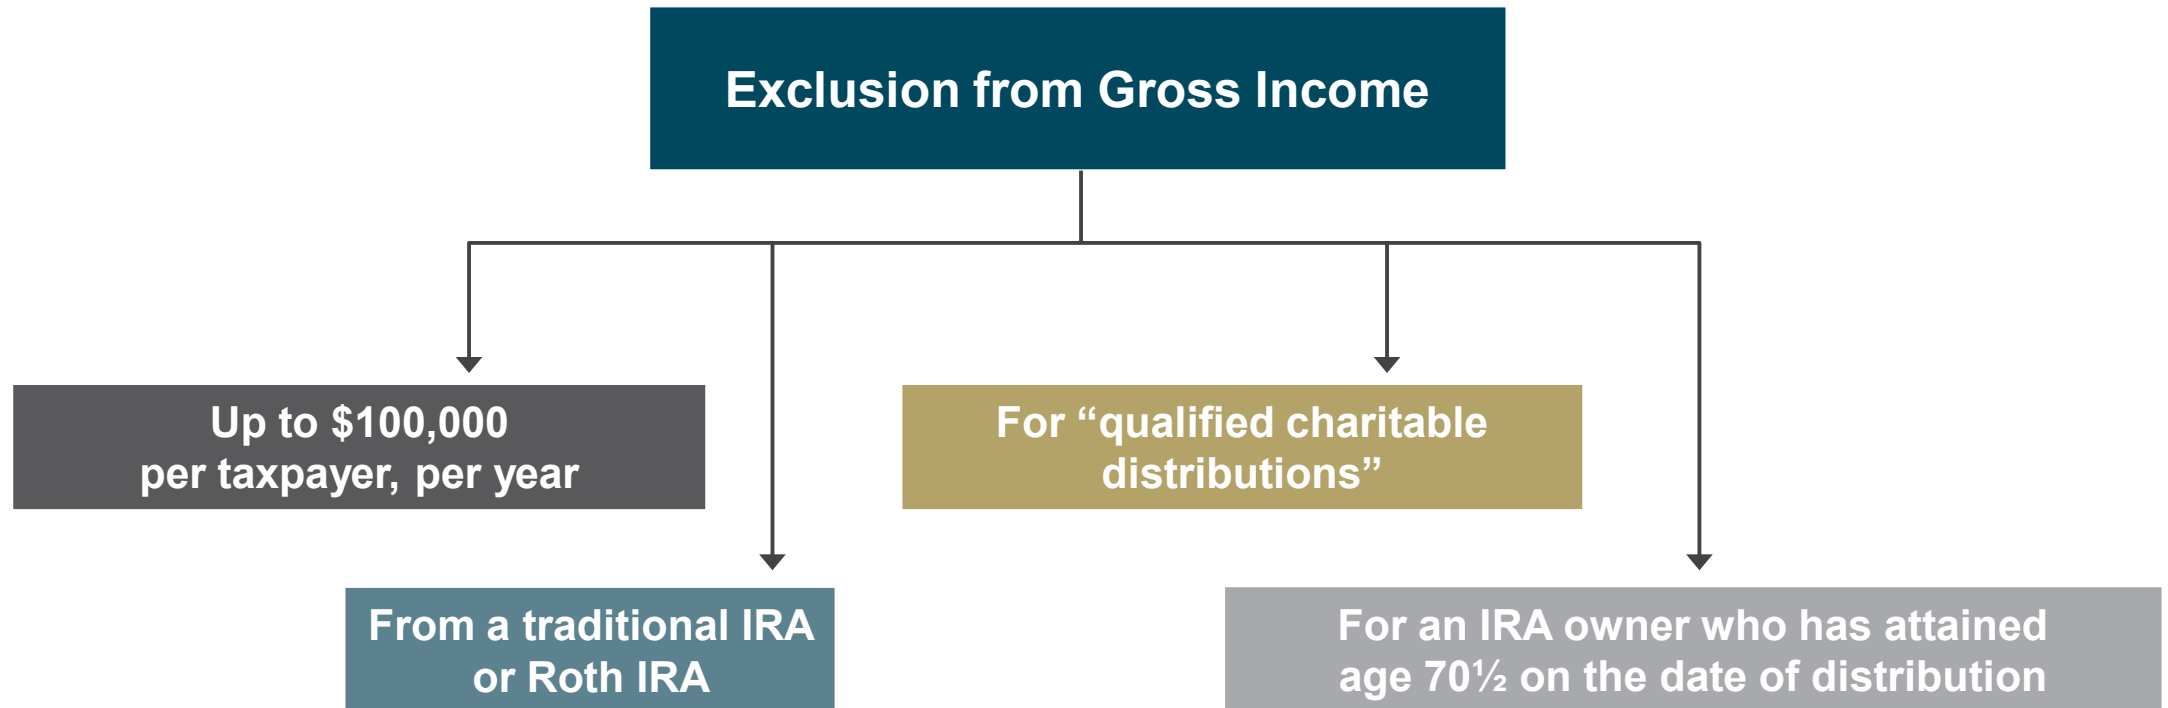 Exclusion from Gross Income
Up to $100,000
per taxpayer, per year
For “qualified charitable
distributions”
From a traditional IRA
or Roth IRA
For an IRA owner who has attained
age 70½ on the date of distribution